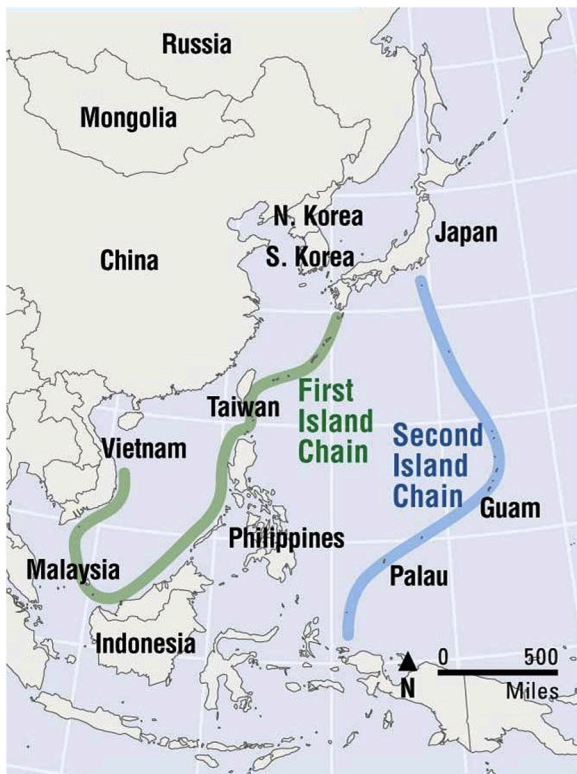 Russia
Mongolia
N. Korea
Japan
S. Korea
China
First
Island
Chain
Taiwan
Second
Island
Chain
Vietnam
Guam
Philippines
Malaysia
Palau
Indonesia
0 500
N
Miles